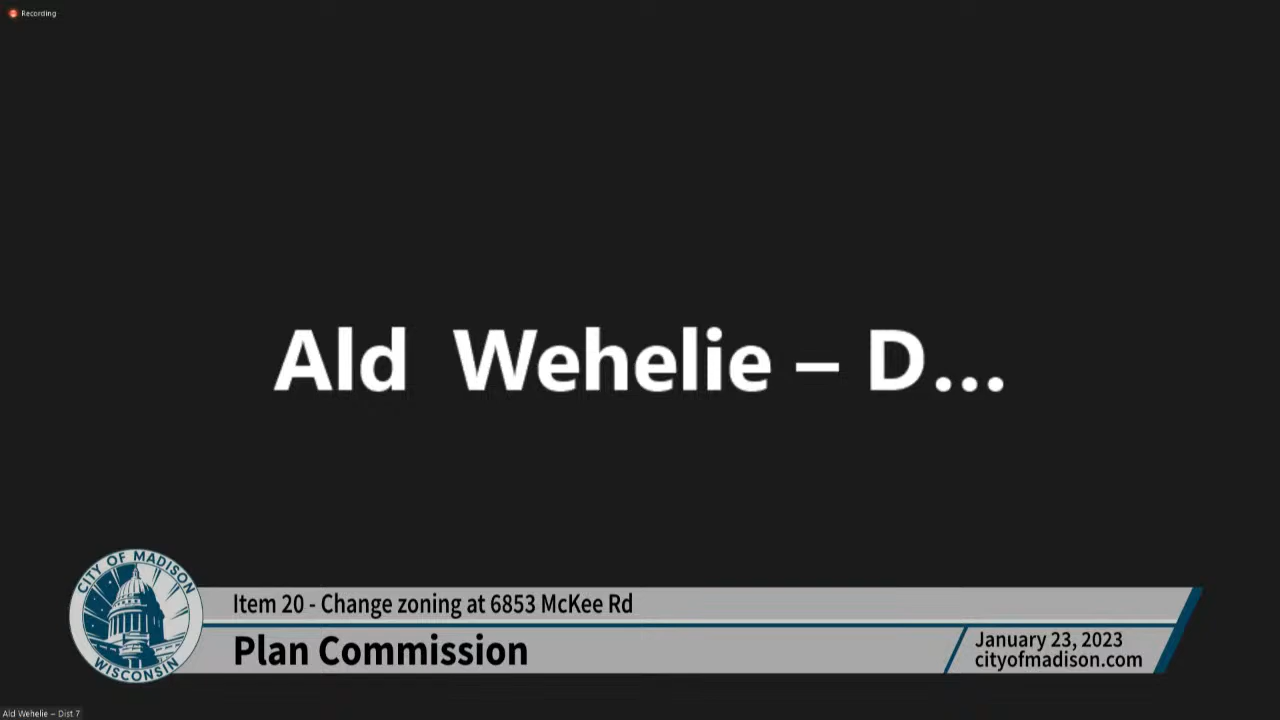 Recording
Ald Wehelie – D...
CITY OF MADISON
WISCONSIN
Item 20 - Change zoning at 6853 McKee Rd
Plan Commission
January 23, 2023
cityofmadison.com
Ald Wehelie – Dist 7